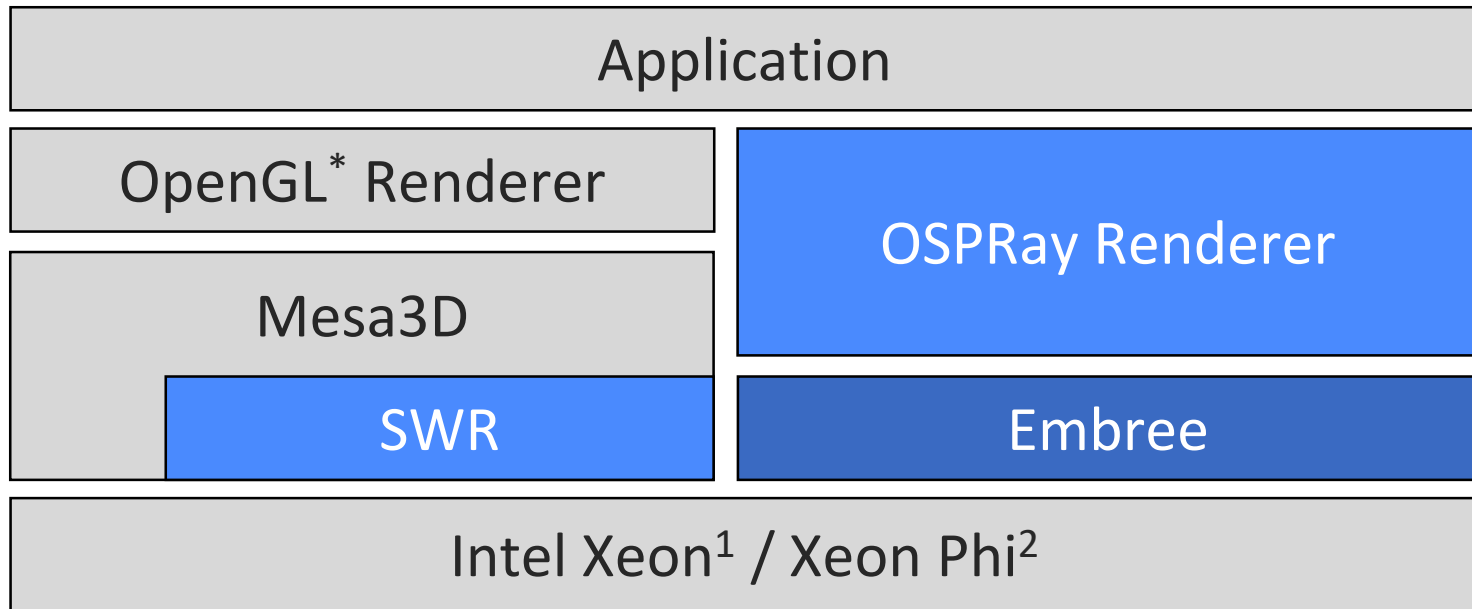 Application
OpenGL* Renderer
OSPRay Renderer
Mesa3D
SWR
Embree
Intel Xeon¹ / Xeon Phi²